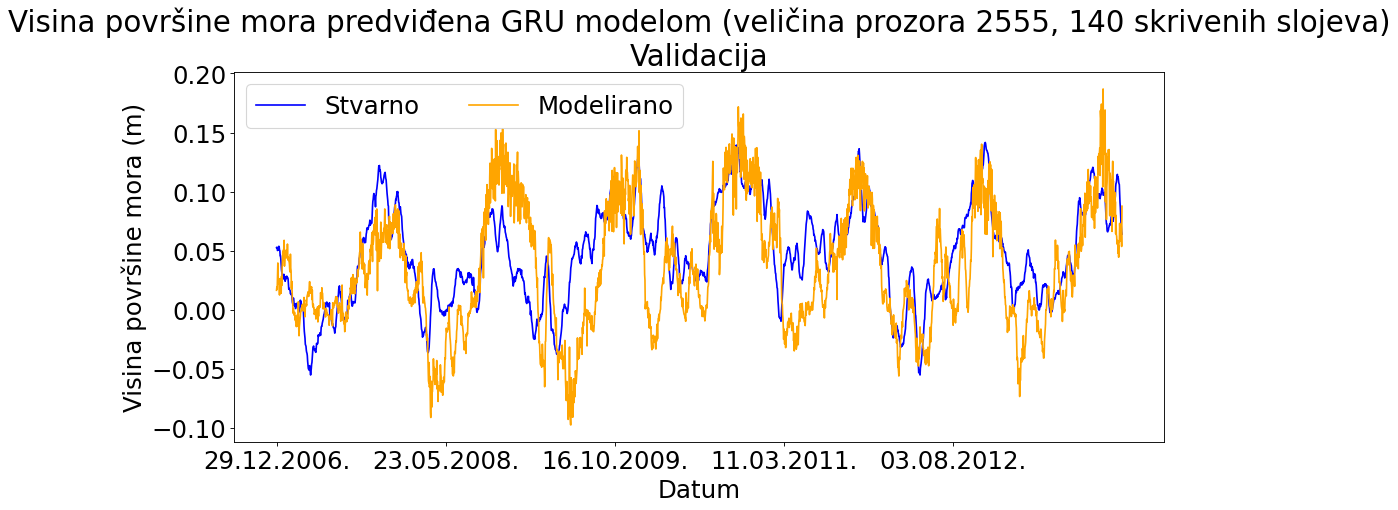 Visina površine mora predviđena GRU modelom (veličina prozora 2555, 140 skrivenih slojeva)
Validacija
Stvarno Modelirano
Visina površine mora (m)
0.20
0.15
0.10
0.05
0.00
−0.05
−0.10
29.12.2006. 23.05.2008. 16.10.2009. 11.03.2011. 03.08.2012.
Datum